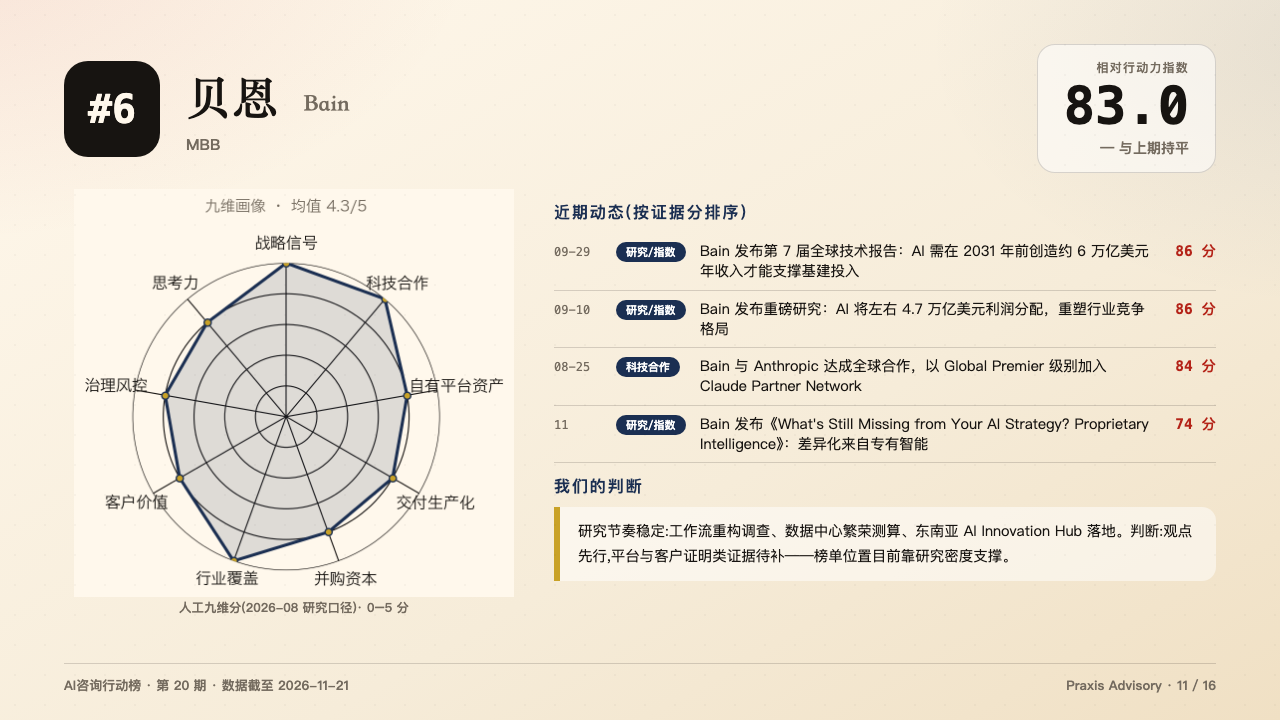 #6
贝恩 Bain
MBB
相对行动力指数
83.0
— 与上期持平
九维画像 · 均值 4.3/5
战略信号
思考力
科技合作
治理风控
自有平台资产
客户价值
交付生产化
行业覆盖
并购资本
人工九维分(2026-08 研究口径)· 0—5 分
近期动态(按证据分排序)
09-29 研究/指数 Bain 发布第 7 届全球技术报告：AI 需在 2031 年前创造约 6 万亿美元 86 分
年收入才能支撑基建投入
09-10 研究/指数 Bain 发布重磅研究：AI 将左右 4.7 万亿美元利润分配，重塑行业竞争 86 分
格局
08-25 科技合作 Bain 与 Anthropic 达成全球合作，以 Global Premier 级别加入 84 分
Claude Partner Network
11 研究/指数 Bain 发布《What's Still Missing from Your AI Strategy? Proprietary 74 分
Intelligence》：差异化来自专有智能
我们的判断
研究节奏稳定:工作流重构调查、数据中心繁荣测算、东南亚 AI Innovation Hub 落地。判断:观点
先行,平台与客户证明类证据待补——榜单位置目前靠研究密度支撑。
AI咨询行动榜 · 第 20 期 · 数据截至 2026-11-21
Praxis Advisory · 11 / 16